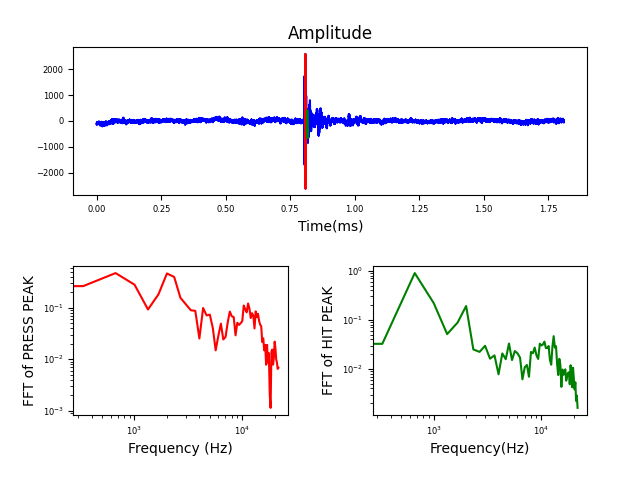 Amplitude
2000
1000
0
−1000
−2000
0.00 0.25 0.50 0.75 1.00 1.25 1.50 1.75
Time(ms)
FFT of PRESS PEAK
10⁻¹
10⁻²
10⁻³
10³ 10⁴
Frequency (Hz)
FFT of HIT PEAK
10⁰
10⁻¹
10⁻²
10³ 10⁴
Frequency(Hz)